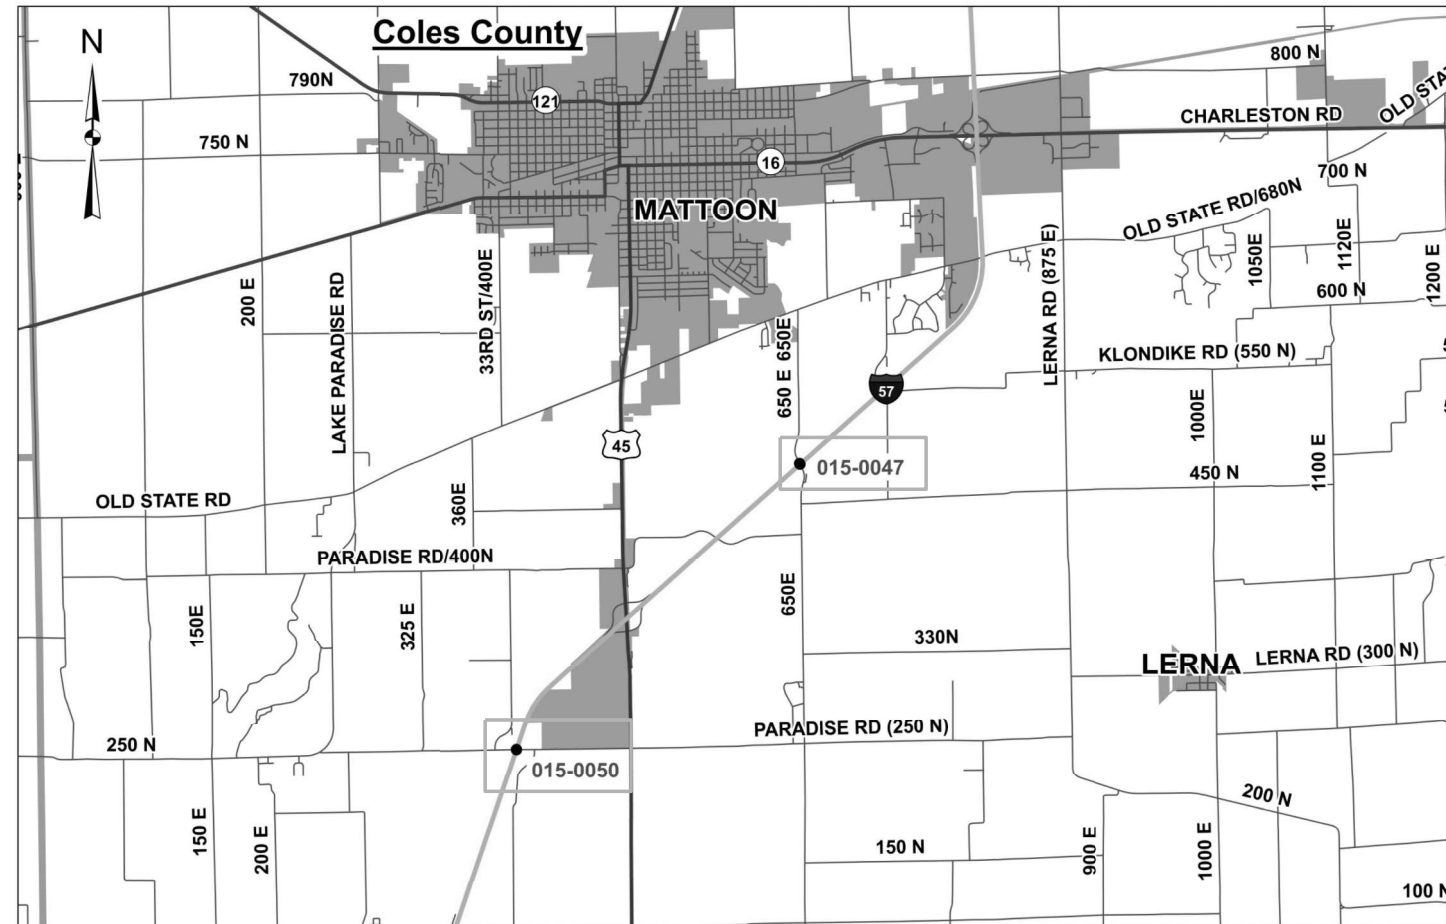 Coles County
N
800 N
790N
121
CHARLESTON RD
OLD STAT
750 N
16
700 N
MATTOON
OLD STATE RD/680N
1050E
1120E
1200 E
200 E
LAKE PARADISE RD
33RD ST/400E
650 E
650E
LERNA RD (875 E)
600 N
KLONDIKE RD (550 N)
57
1000E
45
015-0047
450 N
1100 E
OLD STATE RD
360E
PARADISE RD/400N
150E
325 E
650E
330N
LERNA
LERNA RD (300 N)
PARADISE RD (250 N)
250 N
015-0050
200 N
150 E
200 E
150 N
900 E
1000 E
100 N